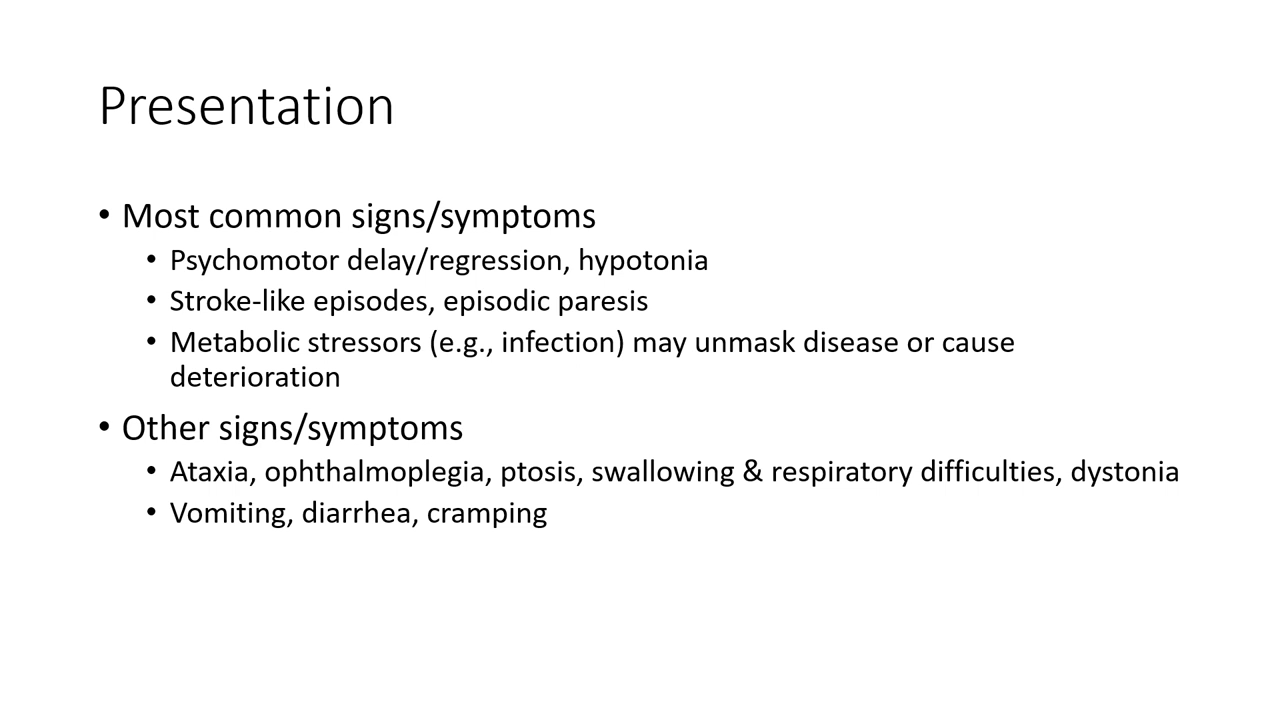 Presentation
• Most common signs/symptoms
• Psychomotor delay/regression, hypotonia
• Stroke-like episodes, episodic paresis
• Metabolic stressors (e.g., infection) may unmask disease or cause
deterioration
• Other signs/symptoms
• Ataxia, ophthalmoplegia, ptosis, swallowing & respiratory difficulties, dystonia
• Vomiting, diarrhea, cramping